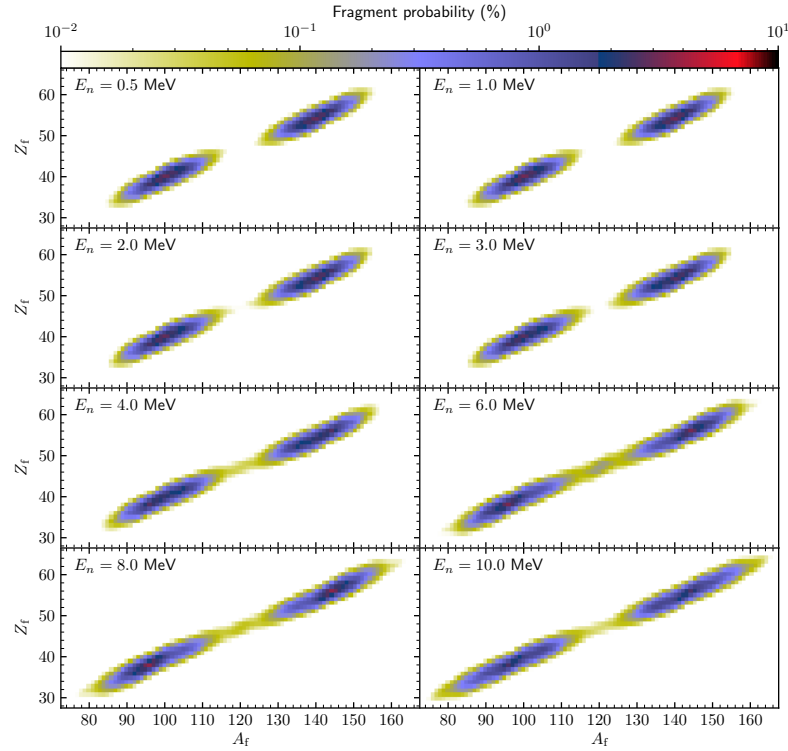 Fragment probability (%)
10⁻² 10⁻¹ 10⁰ 10¹
E_n = 0.5 MeV E_n = 1.0 MeV
60
50
40
30
Z_f
E_n = 2.0 MeV E_n = 3.0 MeV
60
50
40
30
Z_f
E_n = 4.0 MeV E_n = 6.0 MeV
60
50
40
30
Z_f
E_n = 8.0 MeV E_n = 10.0 MeV
60
50
40
30
Z_f
80 90 100 110 120 130 140 150 160 80 90 100 110 120 130 140 150 160
A_f A_f